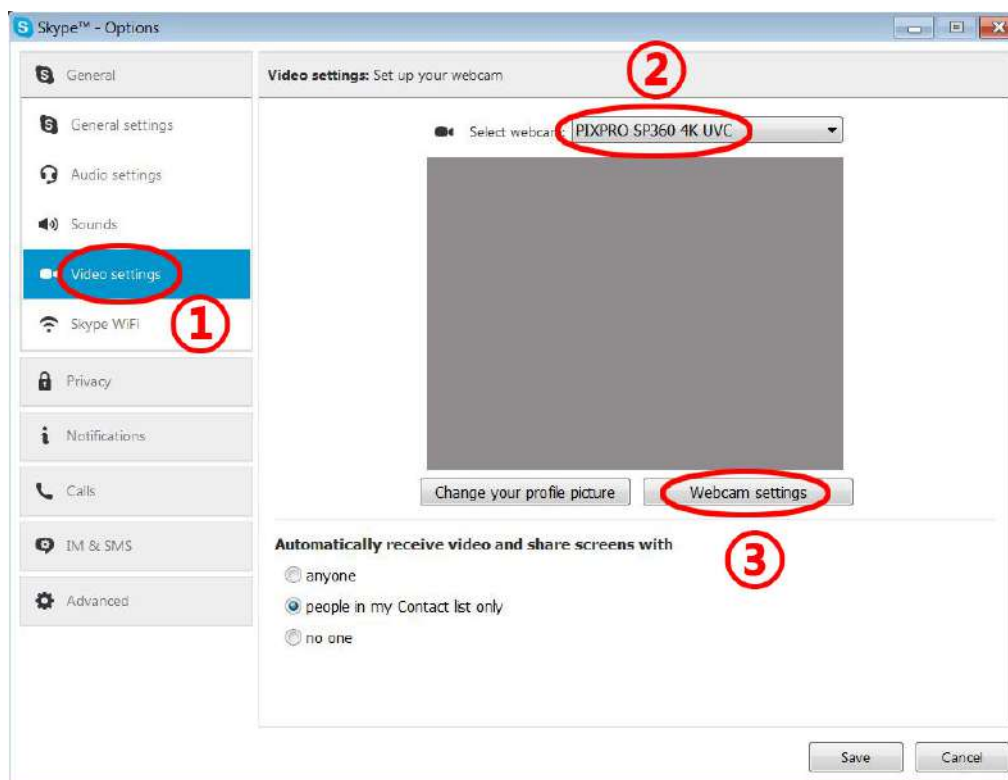 Skype™ - Options
General
General settings
Audio settings
Sounds
Video settings
1
Skype WiFi
Privacy
Notifications
Calls
IM & SMS
Advanced
Video settings: Set up your webcam
2
Select webcam: PIXPRO SP360 4K UVC
Change your profile picture
Webcam settings
3
Automatically receive video and share screens with
anyone
people in my Contact list only
no one
Save
Cancel